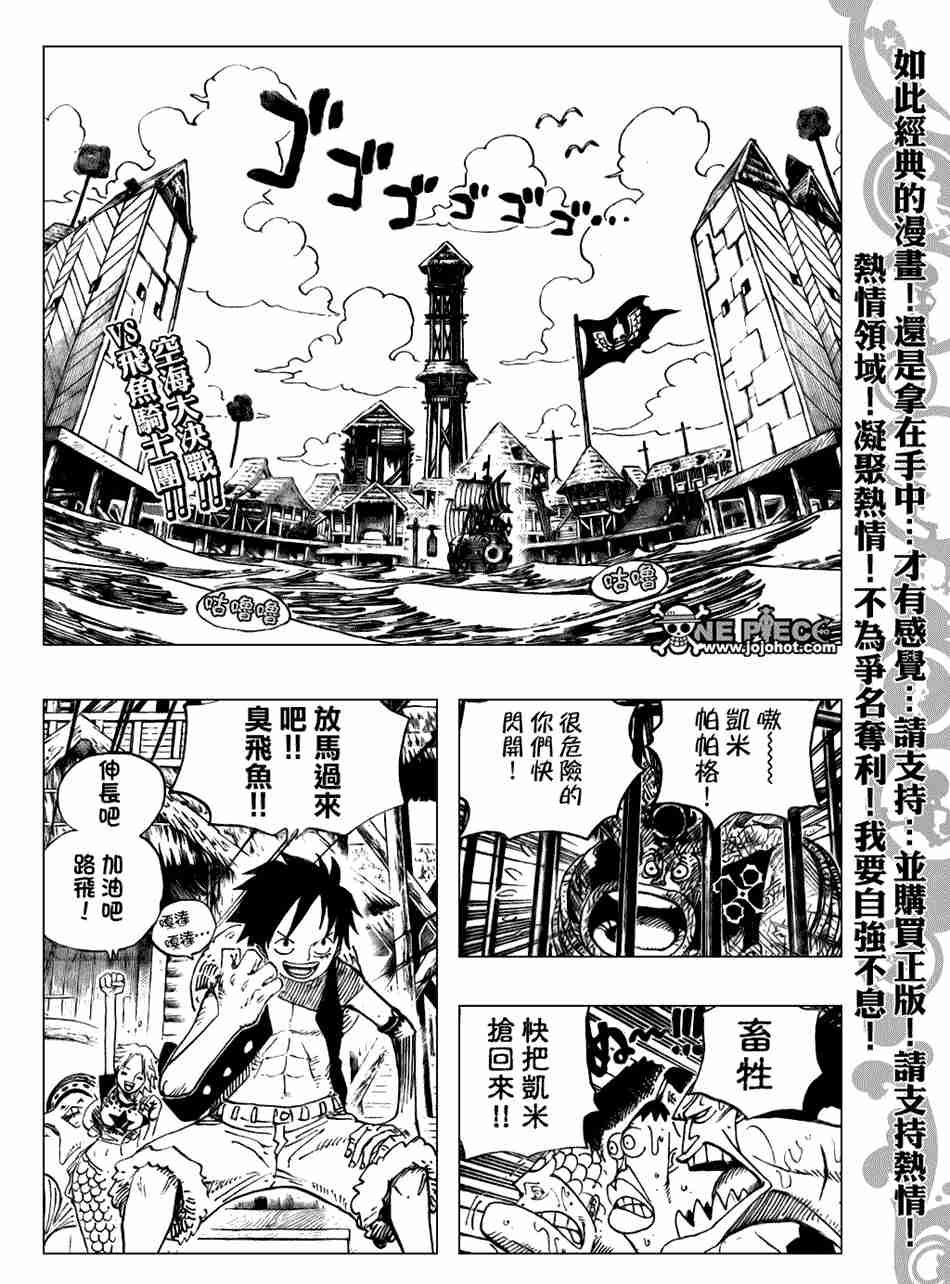 如此經典的漫畫！還是拿在手中…才有感覺…請支持…並購買正版！請支持熱情！
熱情領域！凝聚熱情！不為爭名奪利！我要自強不息！
ゴゴゴゴゴゴゴ…
空海大決戰!!
VS飛魚騎士團!!
咕嚕嚕
咕嚕
ONE PIECE
www.jojohot.com
嗷～～～
凱米
帕帕格！
很危險的
你們快
閃開！
畜牲
快把凱米
搶回來!!
放馬過來
吧!!
臭飛魚!!
伸長吧
加油吧
路飛！
嘎達
嘎達…